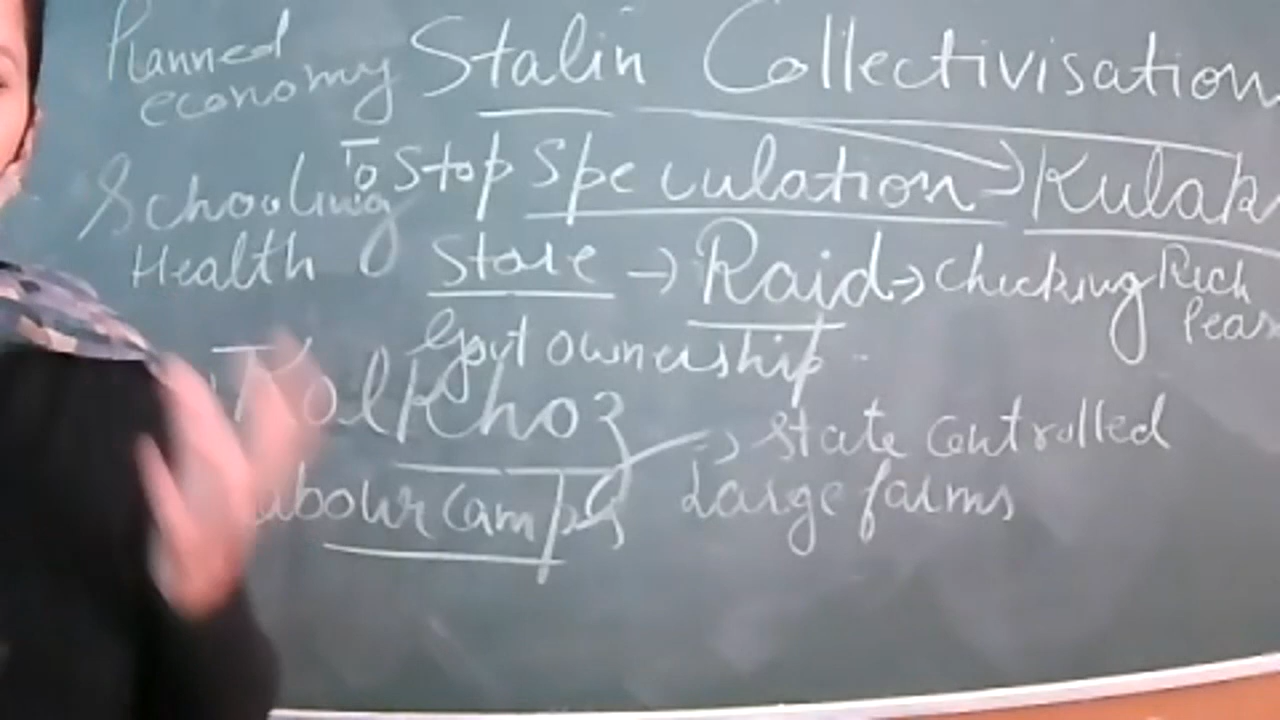 Planned economy
Stalin Collectivisation
To Stop Speculation → Kulak
Schooling
Health
Store → Raid → Checking
Rich
Peas
Govt ownership
Kolkhoz → State Controlled
Large farms
Labour Camps